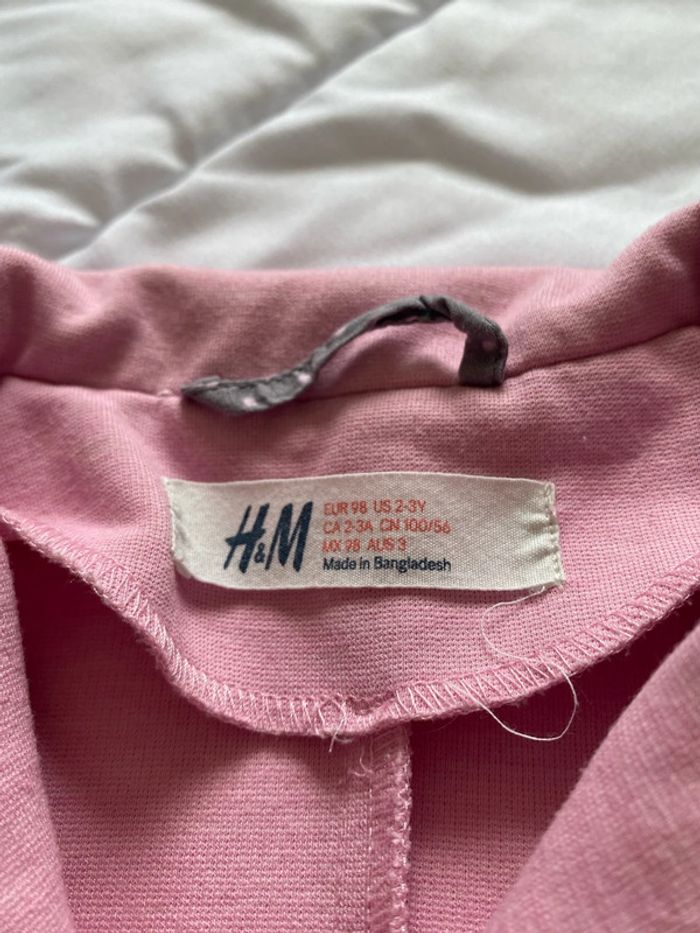 H&M
EUR 98 US 2-3Y
CA 2-3A CN 100/56
MX 98 AUS 3
Made in Bangladesh